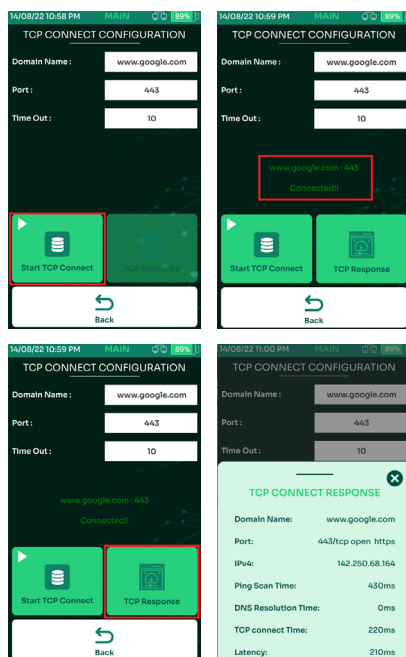 14/08/22 10:58 PM MAIN 89%
TCP CONNECT CONFIGURATION
Domain Name : www.google.com
Port : 443
Time Out : 10
Start TCP Connect TCP Response
Back
14/08/22 10:59 PM MAIN 89%
TCP CONNECT CONFIGURATION
Domain Name : www.google.com
Port : 443
Time Out : 10
www.google.com : 443
Connected!!
Start TCP Connect TCP Response
Back
14/08/22 10:59 PM MAIN 89%
TCP CONNECT CONFIGURATION
Domain Name : www.google.com
Port : 443
Time Out : 10
www.google.com : 443
Connected!!
Start TCP Connect TCP Response
Back
14/08/22 11:00 PM MAIN 89%
TCP CONNECT CONFIGURATION
Domain Name : www.google.com
Port : 443
Time Out : 10
TCP CONNECT RESPONSE
Domain Name: www.google.com
Port: 443/tcp open https
IPv4: 142.250.68.164
Ping Scan Time: 430ms
DNS Resolution Time: 0ms
TCP connect Time: 220ms
Latency: 210ms